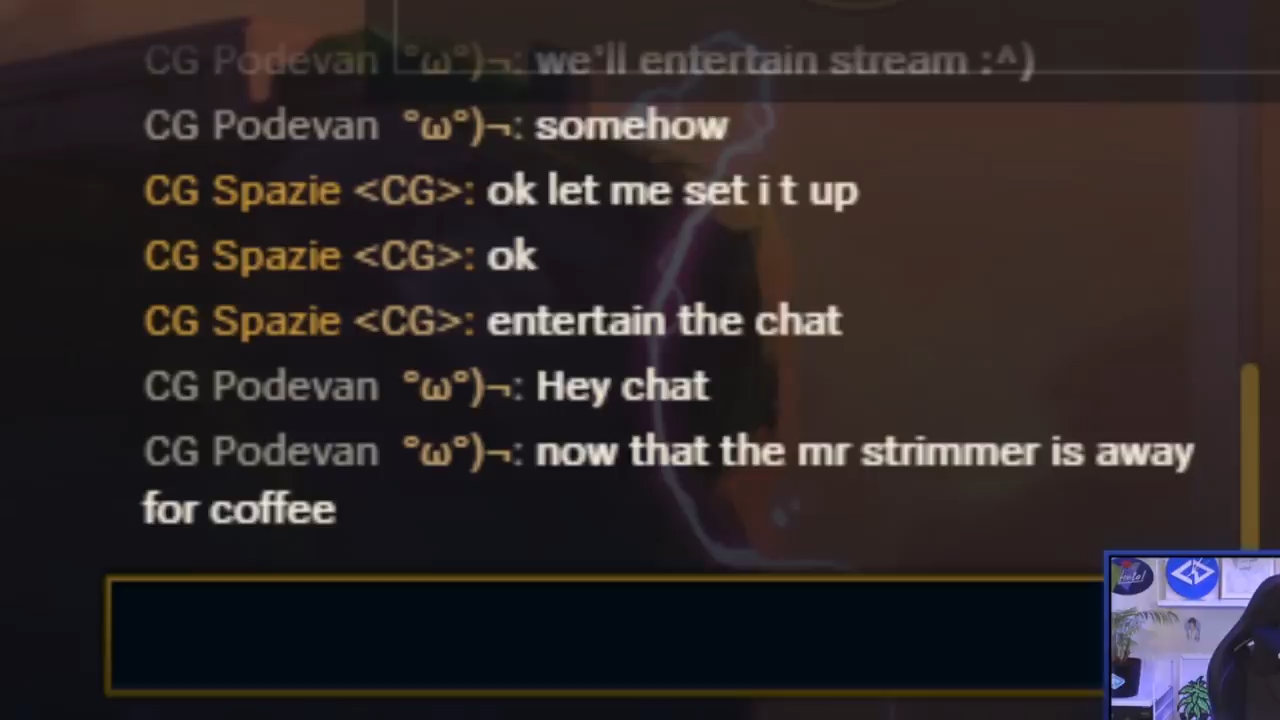 CG Podevan °ω°)¬: we'll entertain stream :^)
CG Podevan °ω°)¬: somehow
CG Spazie <CG>: ok let me set i t up
CG Spazie <CG>: ok
CG Spazie <CG>: entertain the chat
CG Podevan °ω°)¬: Hey chat
CG Podevan °ω°)¬: now that the mr strimmer is away
for coffee